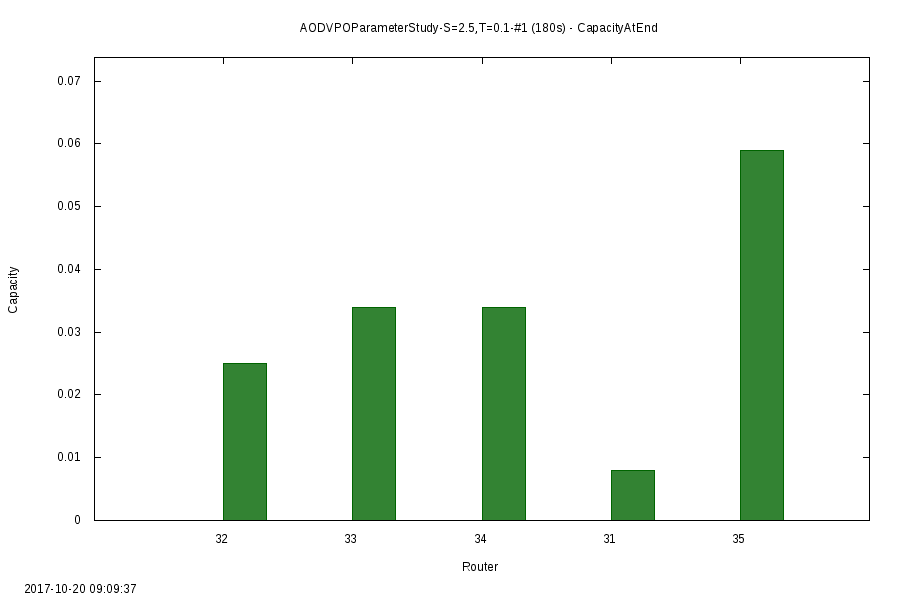 AODVPOParameterStudy-S=2.5,T=0.1-#1 (180s) - CapacityAtEnd
0.07
0.06
0.05
0.04
0.03
0.02
0.01
0
Capacity
32 33 34 31 35
Router
2017-10-20 09:09:37